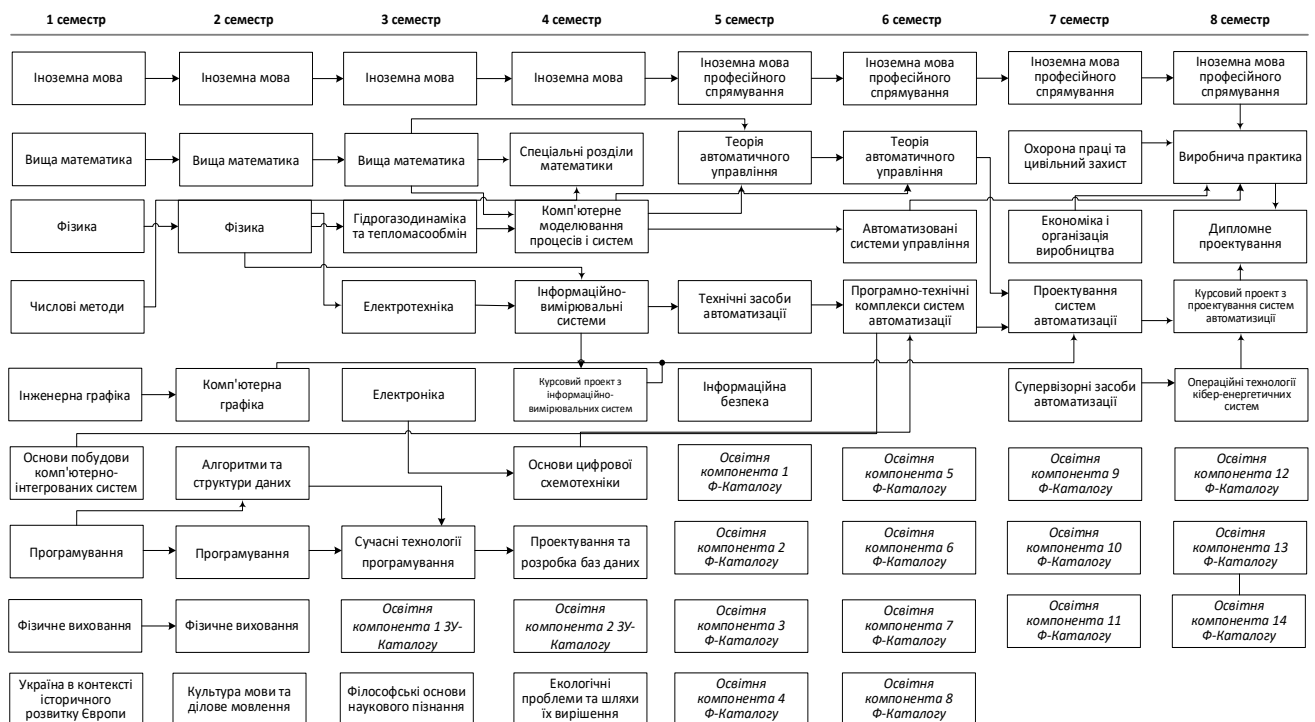 1 семестр
2 семестр
3 семестр
4 семестр
5 семестр
6 семестр
7 семестр
8 семестр
Іноземна мова
Іноземна мова
Іноземна мова
Іноземна мова
Іноземна мова
професійного
спрямування
Іноземна мова
професійного
спрямування
Іноземна мова
професійного
спрямування
Іноземна мова
професійного
спрямування
Вища математика
Вища математика
Вища математика
Спеціальні розділи
математики
Теорія
автоматичного
управління
Теорія
автоматичного
управління
Охорона праці та
цивільний захист
Виробнича практика
Фізика
Фізика
Гідрогазодинаміка
та тепломасообмін
Комп'ютерне
моделювання
процесів і систем
Автоматизовані
системи управління
Економіка і
організація
виробництва
Дипломне
проектування
Числові методи
Електротехніка
Інформаційно-
вимірювальні
системи
Технічні засоби
автоматизації
Програмно-технічні
комплекси систем
автоматизації
Проектування
систем
автоматизації
Курсовий проект з
проектування систем
автоматизиції
Інженерна графіка
Комп'ютерна
графіка
Електроніка
Курсовий проект з
інформаційно-
вимірювальних систем
Інформаційна
безпека
Супервізорні засоби
автоматизації
Операційні технології
кібер-енергетичних
систем
Основи побудови
комп'ютерно-
інтегрованих систем
Алгоритми та
структури даних
Основи цифрової
схемотехніки
Освітня
компонента 1
Ф-Каталогу
Освітня
компонента 5
Ф-Каталогу
Освітня
компонента 9
Ф-Каталогу
Освітня
компонента 12
Ф-Каталогу
Програмування
Програмування
Сучасні технології
програмування
Проектування та
розробка баз даних
Освітня
компонента 2
Ф-Каталогу
Освітня
компонента 6
Ф-Каталогу
Освітня
компонента 10
Ф-Каталогу
Освітня
компонента 13
Ф-Каталогу
Фізичне виховання
Фізичне виховання
Освітня
компонента 1 ЗУ-
Каталогу
Освітня
компонента 2 ЗУ-
Каталогу
Освітня
компонента 3
Ф-Каталогу
Освітня
компонента 7
Ф-Каталогу
Освітня
компонента 11
Ф-Каталогу
Освітня
компонента 14
Ф-Каталогу
Україна в контексті
історичного
розвитку Європи
Культура мови та
ділове мовлення
Філософські основи
наукового пізнання
Екологічні
проблеми та шляхи
їх вирішення
Освітня
компонента 4
Ф-Каталогу
Освітня
компонента 8
Ф-Каталогу